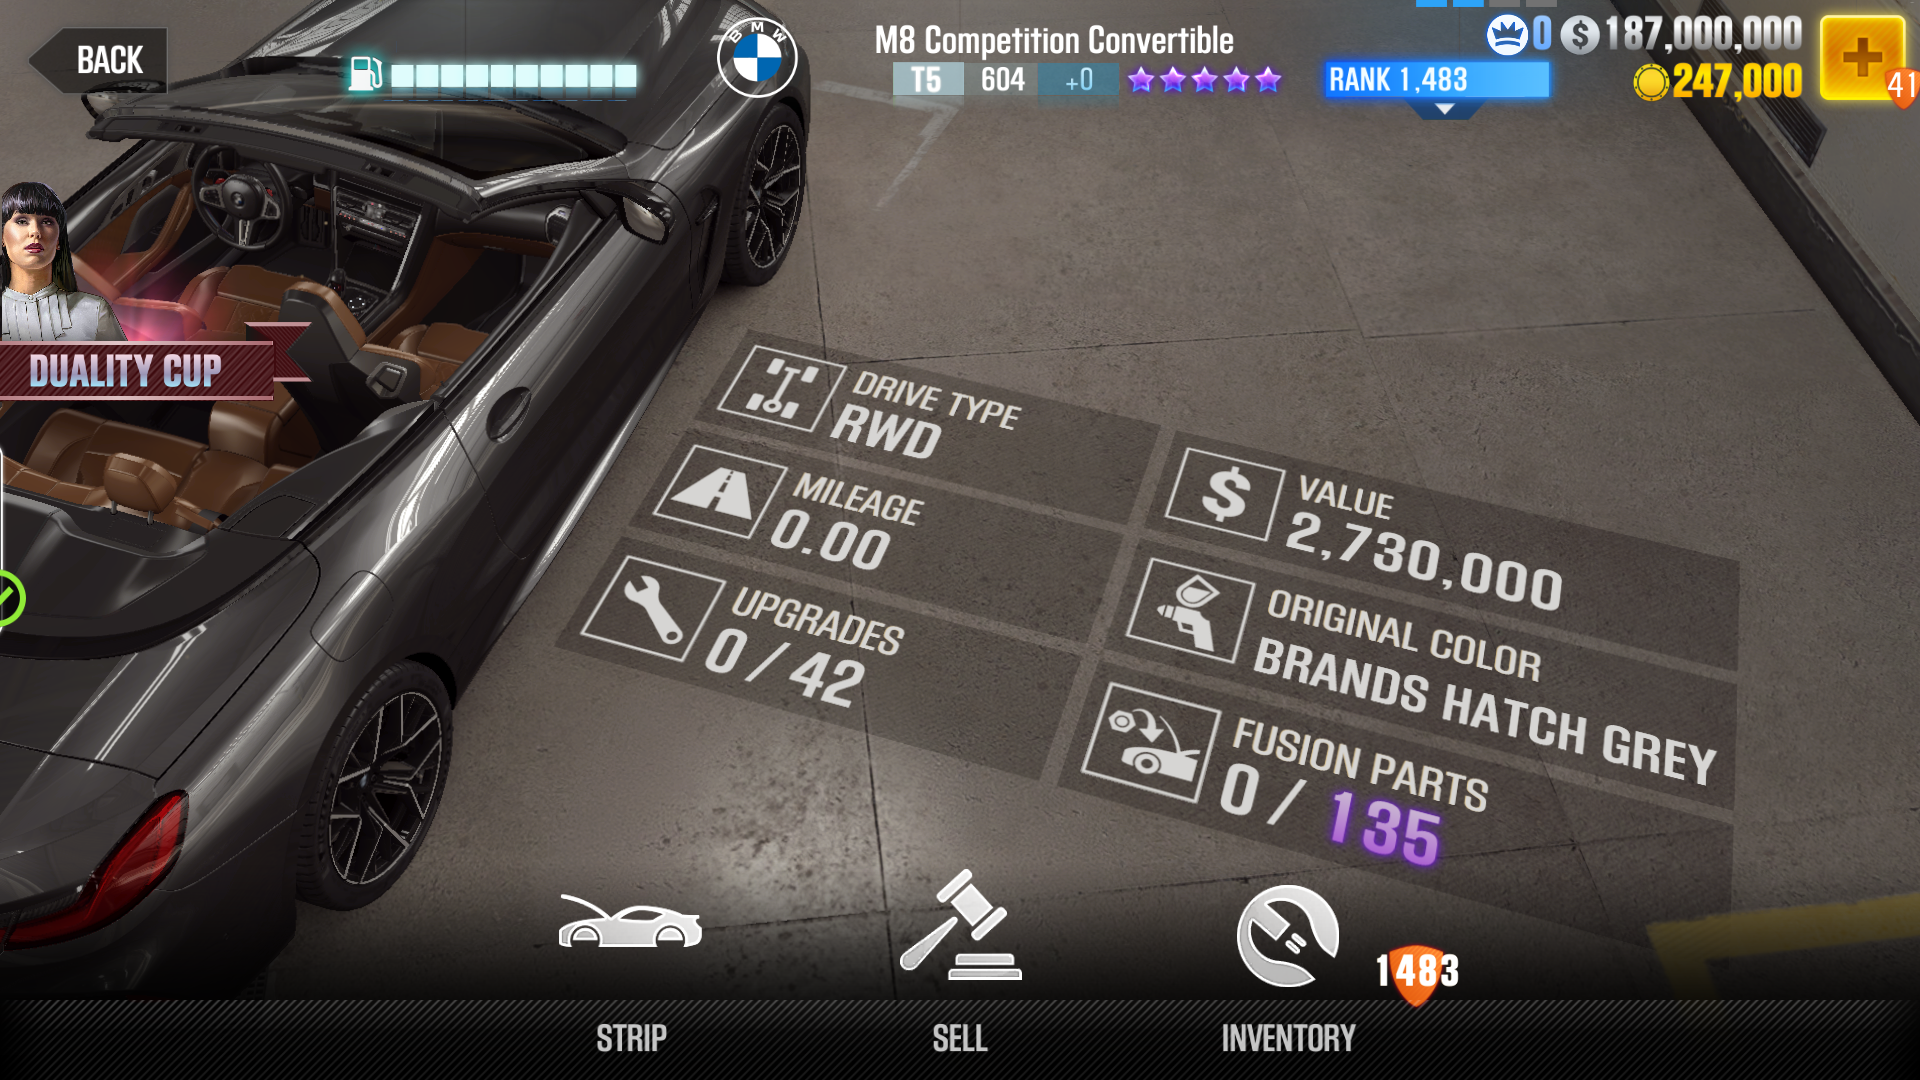 BACK
BMW
M8 Competition Convertible
T5 604 +0
RANK 1,483
0 $ 187,000,000
247,000
41
DUALITY CUP
DRIVE TYPE
RWD
MILEAGE
0.00
UPGRADES
0 / 42
$ VALUE
2,730,000
ORIGINAL COLOR
BRANDS HATCH GREY
FUSION PARTS
0 / 135
1483
STRIP
SELL
INVENTORY